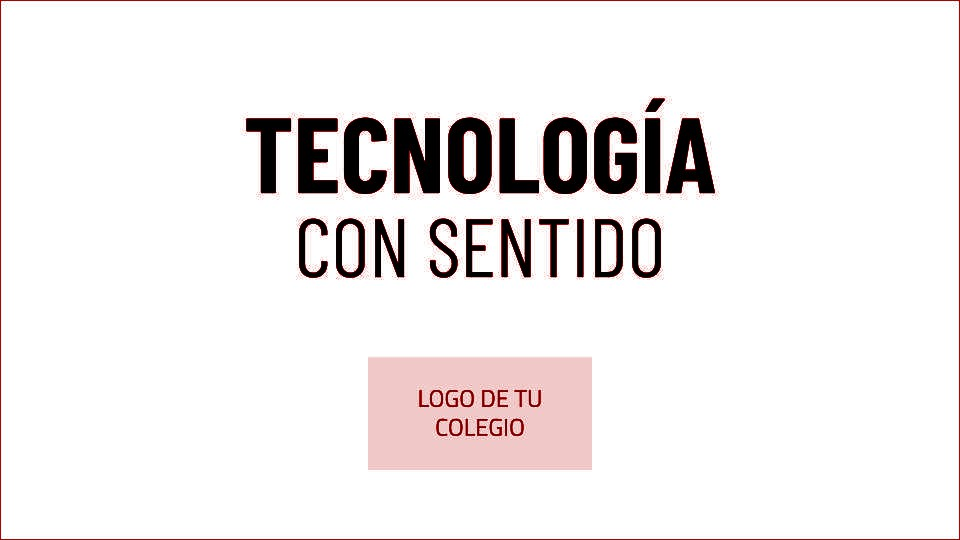 TECNOLOGÍA
CON SENTIDO
LOGO DE TU
COLEGIO